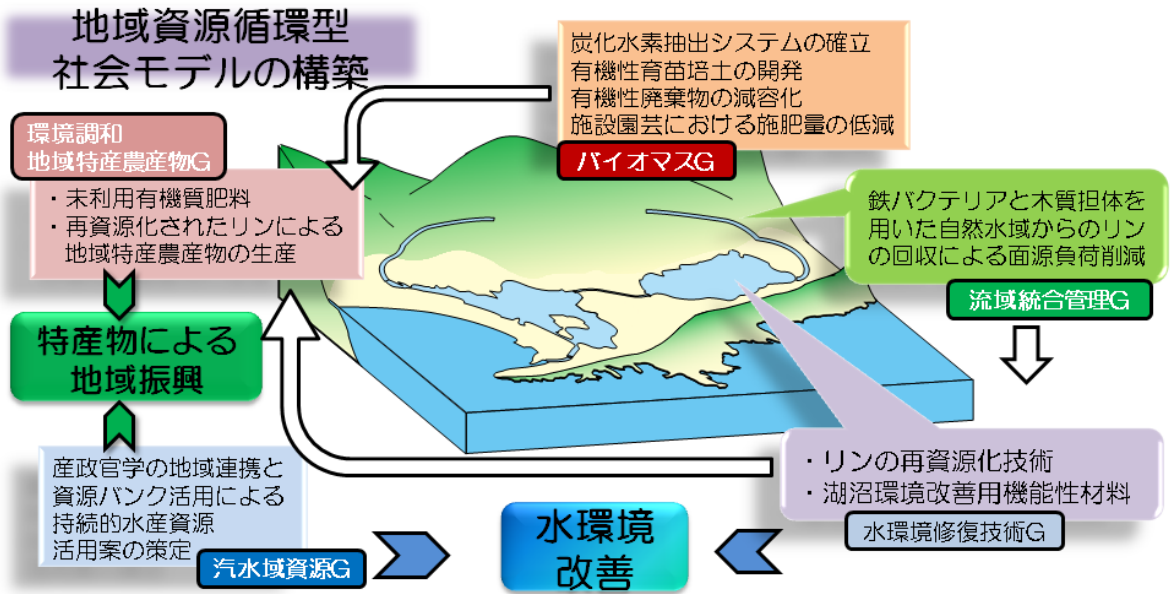 地域資源循環型
社会モデルの構築
炭化水素抽出システムの確立
有機性育苗培土の開発
有機性廃棄物の減容化
施設園芸における施肥量の低減
バイオマスG
環境調和
地域特産農産物G
・未利用有機質肥料
・再資源化されたリンによる
地域特産農産物の生産
鉄バクテリアと木質担体を
用いた自然水域からのリン
の回収による面源負荷削減
流域統合管理G
特産物による
地域振興
産政官学の地域連携と
資源バンク活用による
持続的水産資源
活用案の策定
汽水域資源G
水環境
改善
・リンの再資源化技術
・湖沼環境改善用機能性材料
水環境修復技術G